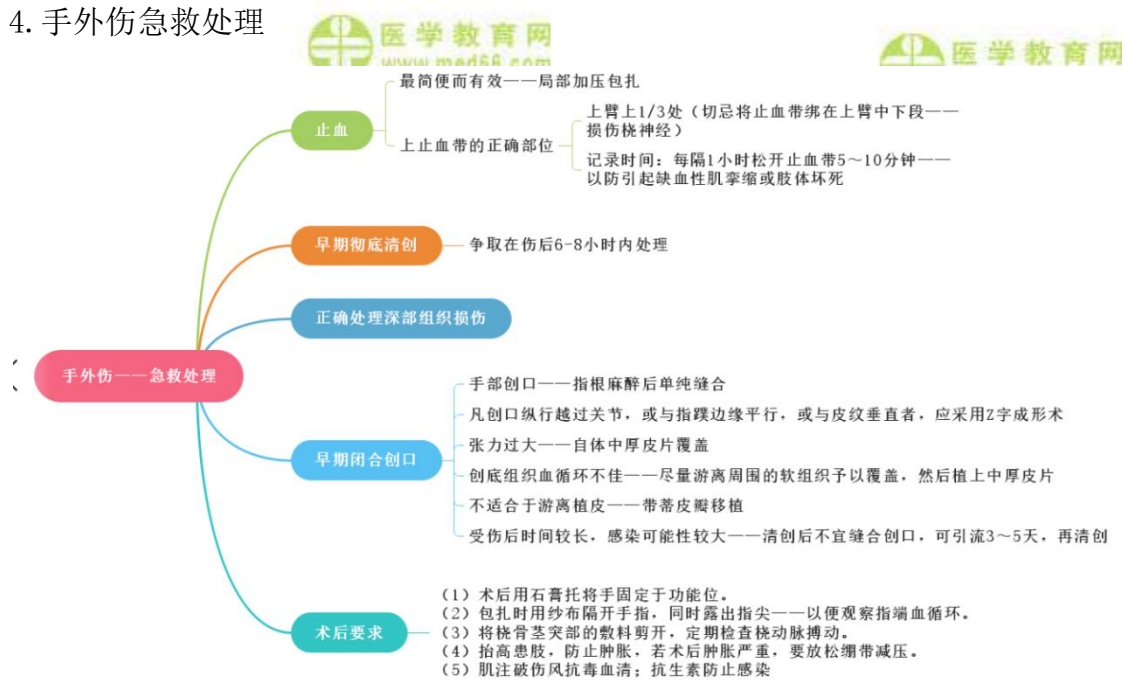 4.手外伤急救处理
医学教育网
www.med66.com
医学教育网
最简便而有效——局部加压包扎
止血
上止血带的正确部位
上臂上1/3处（切忌将止血带绑在上臂中下段——
损伤桡神经）
记录时间：每隔1小时松开止血带5～10分钟——
以防引起缺血性肌挛缩或肢体坏死
早期彻底清创
争取在伤后6-8小时内处理
正确处理深部组织损伤
手外伤——急救处理
早期闭合创口
手部创口——指根麻醉后单纯缝合
凡创口纵行越过关节，或与指蹼边缘平行，或与皮纹垂直者，应采用Z字成形术
张力过大——自体中厚皮片覆盖
创底组织血循环不佳——尽量游离周围的软组织予以覆盖，然后植上中厚皮片
不适合于游离植皮——带蒂皮瓣移植
受伤后时间较长，感染可能性较大——清创后不宜缝合创口，可引流3～5天，再清创
术后要求
（1）术后用石膏托将手固定于功能位。
（2）包扎时用纱布隔开手指，同时露出指尖——以便观察指端血循环。
（3）将桡骨茎突部的敷料剪开，定期检查桡动脉搏动。
（4）抬高患肢，防止肿胀，若术后肿胀严重，要放松绷带减压。
（5）肌注破伤风抗毒血清；抗生素防止感染